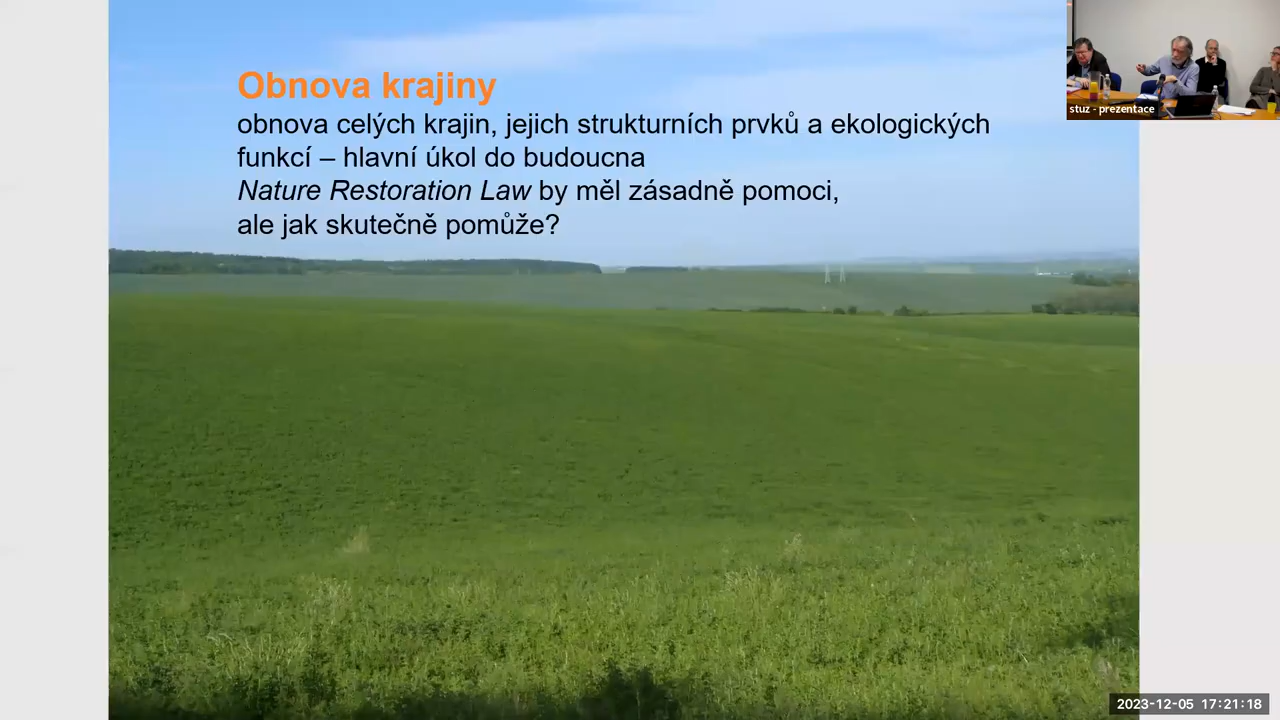 Obnova krajiny
obnova celých krajin, jejich strukturních prvků a ekologických
funkcí – hlavní úkol do budoucna
Nature Restoration Law by měl zásadně pomoci,
ale jak skutečně pomůže?
stuz - prezentace
2023-12-05 17:21:18